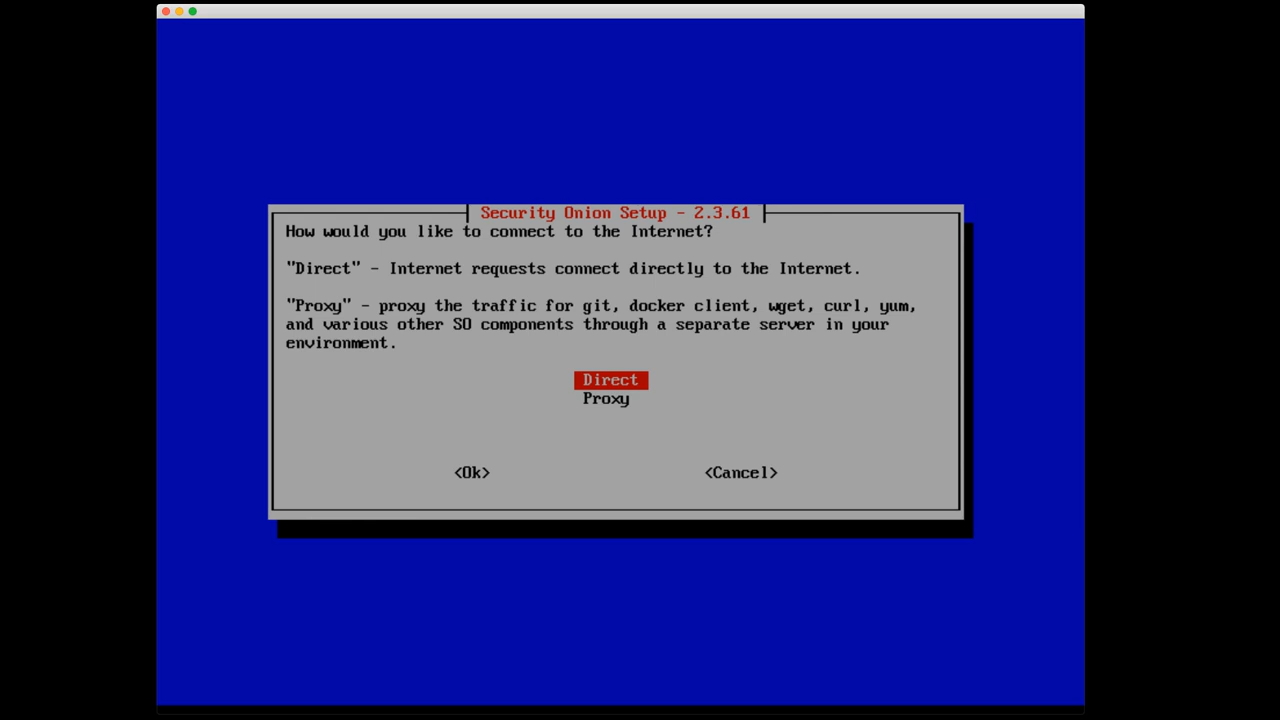 Security Onion Setup - 2.3.61
How would you like to connect to the Internet?
"Direct" - Internet requests connect directly to the Internet.
"Proxy" - proxy the traffic for git, docker client, wget, curl, yum,
and various other SO components through a separate server in your
environment.
Direct
Proxy
<Ok> <Cancel>